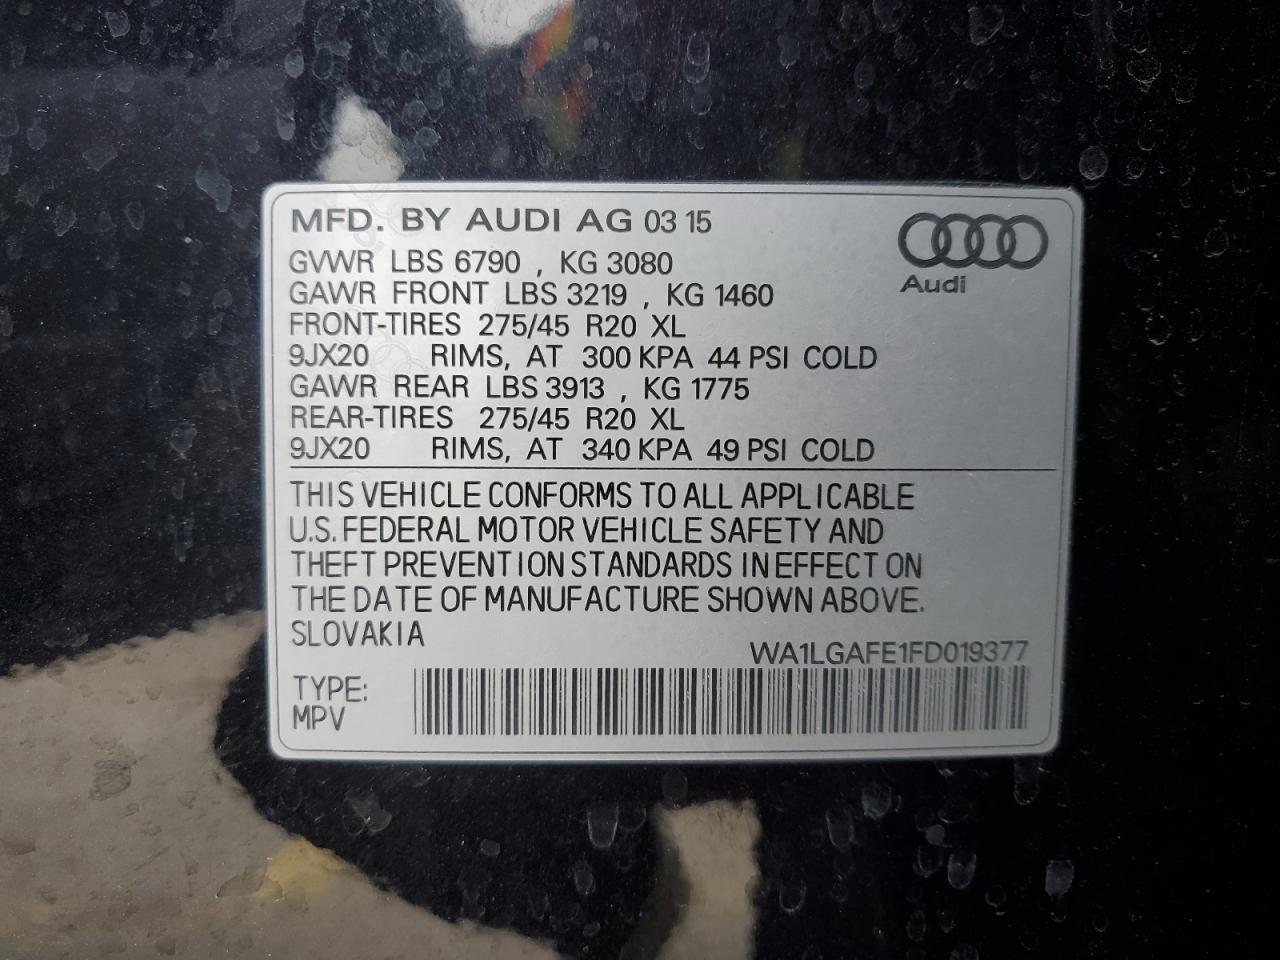 MFD. BY AUDI AG 03 15
Audi
GVWR LBS 6790 , KG 3080
GAWR FRONT LBS 3219 , KG 1460
FRONT-TIRES 275/45 R20 XL
9JX20 RIMS, AT 300 KPA 44 PSI COLD
GAWR REAR LBS 3913 , KG 1775
REAR-TIRES 275/45 R20 XL
9JX20 RIMS, AT 340 KPA 49 PSI COLD
THIS VEHICLE CONFORMS TO ALL APPLICABLE
U.S. FEDERAL MOTOR VEHICLE SAFETY AND
THEFT PREVENTION STANDARDS IN EFFECT ON
THE DATE OF MANUFACTURE SHOWN ABOVE.
SLOVAKIA
WA1LGAFE1FD019377
TYPE:
MPV